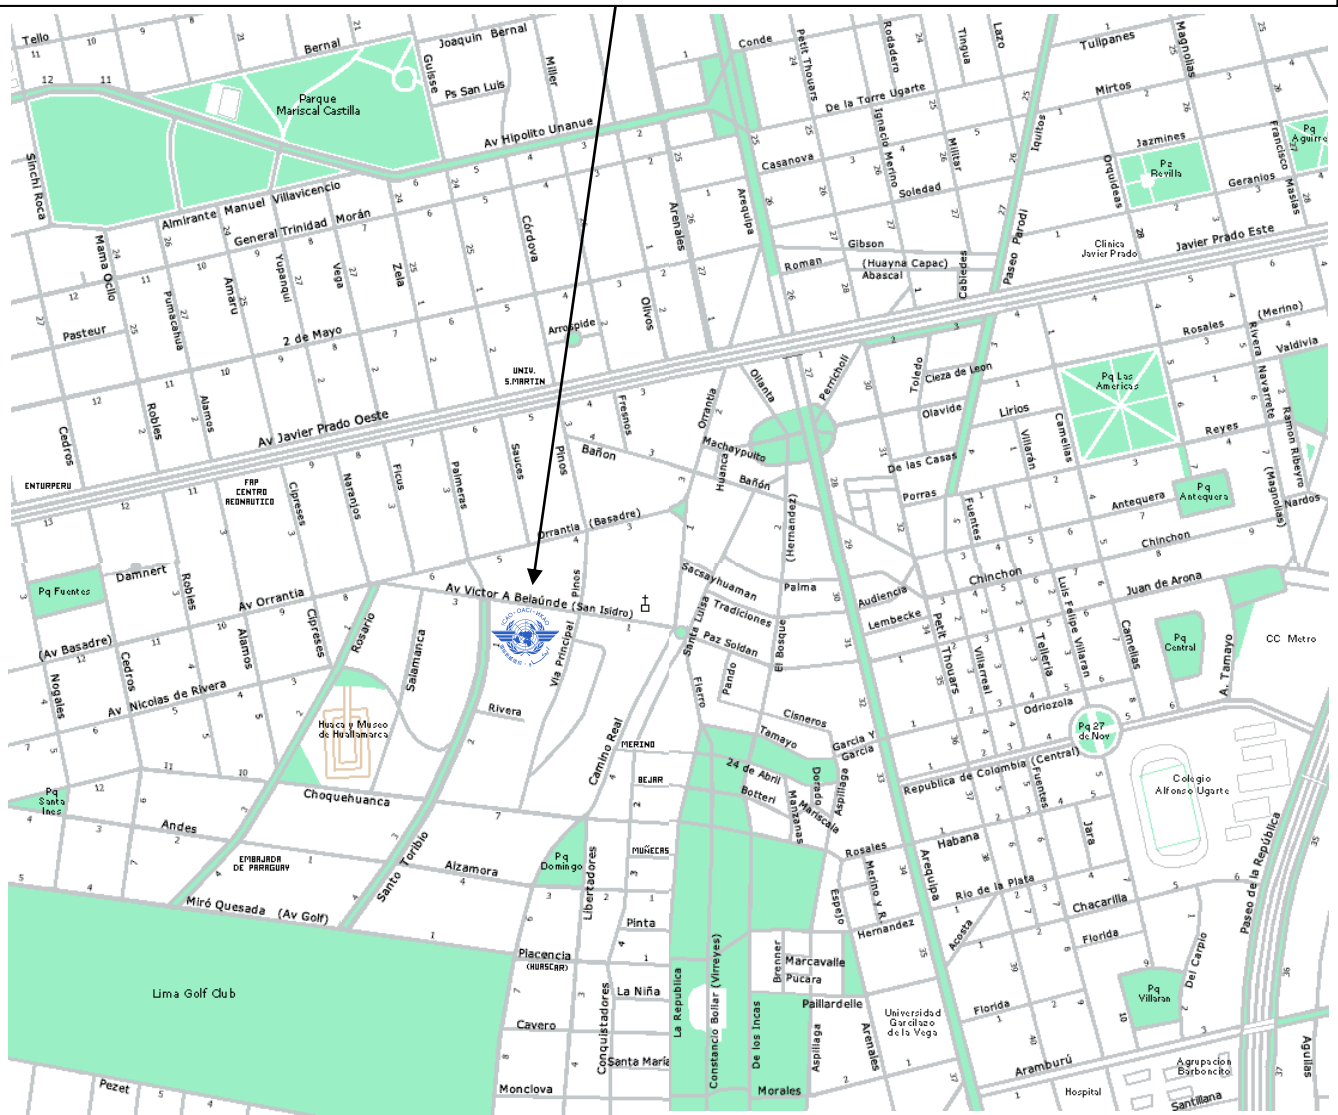 Tello
Bernal
Joaquin Bernal
Guisse
Miller
Ps San Luis
Conde
Petit Thouars
Rodadero
Tingua
Lazo
Tulipanes
Magnolias
Parque
Mariscal Castilla
Av Hipolito Unanue
De la Torre Ugarte
Mirtos
Iquitos
Sinchi Roca
Casanova
Ignacio Merino
Militar
Soledad
Jazmines
Orquideas
Pz
Revilla
Geranios
Francisco Masias
Pq
Aguirre
Almirante Manuel Villavicencio
General Trinidad Morán
Mama Ocllo
Pumacahua
Amaru
Yupanqui
Vega
Zela
Córdova
Arenales
Arequipa
Olivos
Gibson
Roman
(Huayna Capac)
Abascal
Cabiedes
Paseo Parodi
Clinica
Javier Prado
Javier Prado Este
Pasteur
2 de Mayo
Arrospide
UNIV.
S.MARTIN
Rosales
(Merino)
Valdivia
Rivera Navarrete
Ramon Ribeyro
(Magnolias)
Nardos
Cedros
Robles
Alamos
Av Javier Prado Oeste
Fresnos
Orrantia
Ollanta
Perricholi
Toledo
Cieza de Leon
Olavide
Lirios
Pq Las
Americas
Camelias
Villarán
Reyes
De las Casas
Porras
Antequera
Pq
Antequera
Machaypuito
Huanca
Bañon
Bañón
(Hernandez)
Pinos
Sauces
Palmeras
Ficus
Naranjos
Cipreses
ENTURPERU
FAP
CENTRO
AERONAUTICO
Orrantia (Basadre)
Fuentes
Chinchon
Chinchon
Juan de Arona
Pq Fuentes
Damnert
Robles
Av Orrantia
(Av Basadre)
Nogales
Cedros
Alamos
Cipreses
Rosario
Salamanca
Av Nicolas de Rivera
Av Victor A Belaúnde (San Isidro)
ICAO · OACI · ИКАО
Pinos
Via Principal
Rivera
Sacsayhuaman
Palma
Audiencia
Lembecke
Santa Luisa
Tradiciones
Paz Soldan
El Bosque
Pando
Fierro
Petit Thouars
Villarreal
Telleria
Luis Felipe Villaran
Camelias
Pq
Central
A. Tamayo
CC Metro
Huaca y Museo
de Huallamarca
Camino Real
MERINO
BEJAR
Cisneros
Tamayo
24 de Abril
Botteri
Dorado
Aspillaga
Manzanas
Mariscala
Garcia Y
Garcia
Odriozola
Pq 27
de Nov
Republica de Colombia (Central)
Fuentes
Colegio
Alfonso Ugarte
Choquehuanca
Pq
Santa
Ines
Andes
EMBAJADA
DE PARAGUAY
Santo Toribio
Alzamora
Pq
Domingo
Libertadores
MUÑECAS
Rosales
Habana
Jara
Arequipa
Rio de la Plata
Chacarilla
Paseo de la República
Miró Quesada (Av Golf)
Pinta
Espejo
Merino y R
Hernandez
Acosta
Florida
Del Carpio
Placencia
(HUASCAR)
La Niña
Brenner
Marcavalle
Pucara
Paillardelle
Lima Golf Club
La Republica
Constancio Bollar (Virreyes)
De los Incas
Aspillaga
Arenales
Universidad
Garcilazo
de la Vega
Florida
Pq
Villaran
Cavero
Conquistadores
Santa María
Monclova
Morales
Aramburú
Hospital
Agrupacion
Barboncito
Santillana
Aguilas
Pezet